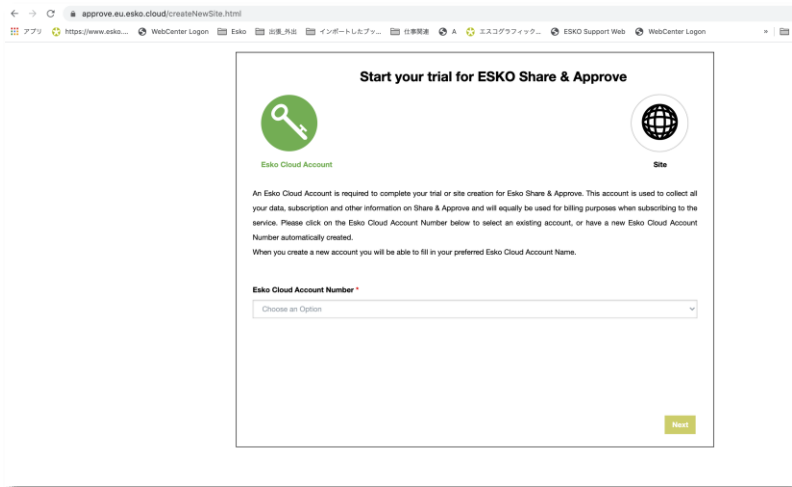 approve.eu.esko.cloud/createNewSite.html
アプリ https://www.esko.... WebCenter Logon Esko 出張_外出 インポートしたブッ... 仕事関連 A エスコグラフィック... ESKO Support Web WebCenter Logon »
Start your trial for ESKO Share & Approve
Esko Cloud Account
Site
An Esko Cloud Account is required to complete your trial or site creation for Esko Share & Approve. This account is used to collect all
your data, subscription and other information on Share & Approve and will equally be used for billing purposes when subscribing to the
service. Please click on the Esko Cloud Account Number below to select an existing account, or have a new Esko Cloud Account
Number automatically created.
When you create a new account you will be able to fill in your preferred Esko Cloud Account Name.
Esko Cloud Account Number *
Choose an Option
Next